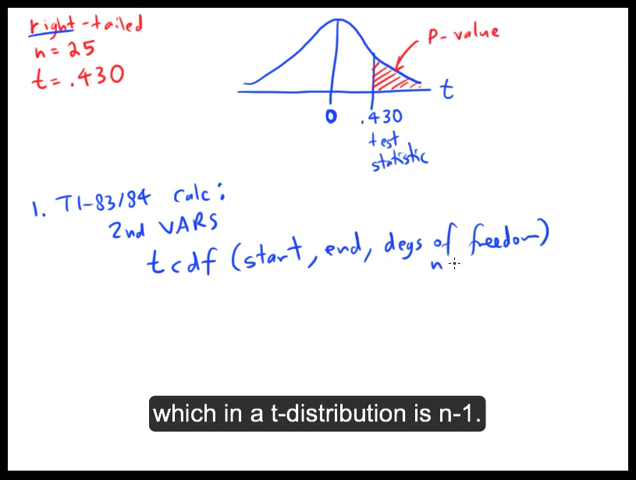 right-tailed
n = 25
t = .430
P-value
t
0
.430
test
statistic
1. TI-83/84 Calc:
2nd VARS
tcdf (start, end, degs of freedom)
n
which in a t-distribution is n-1.